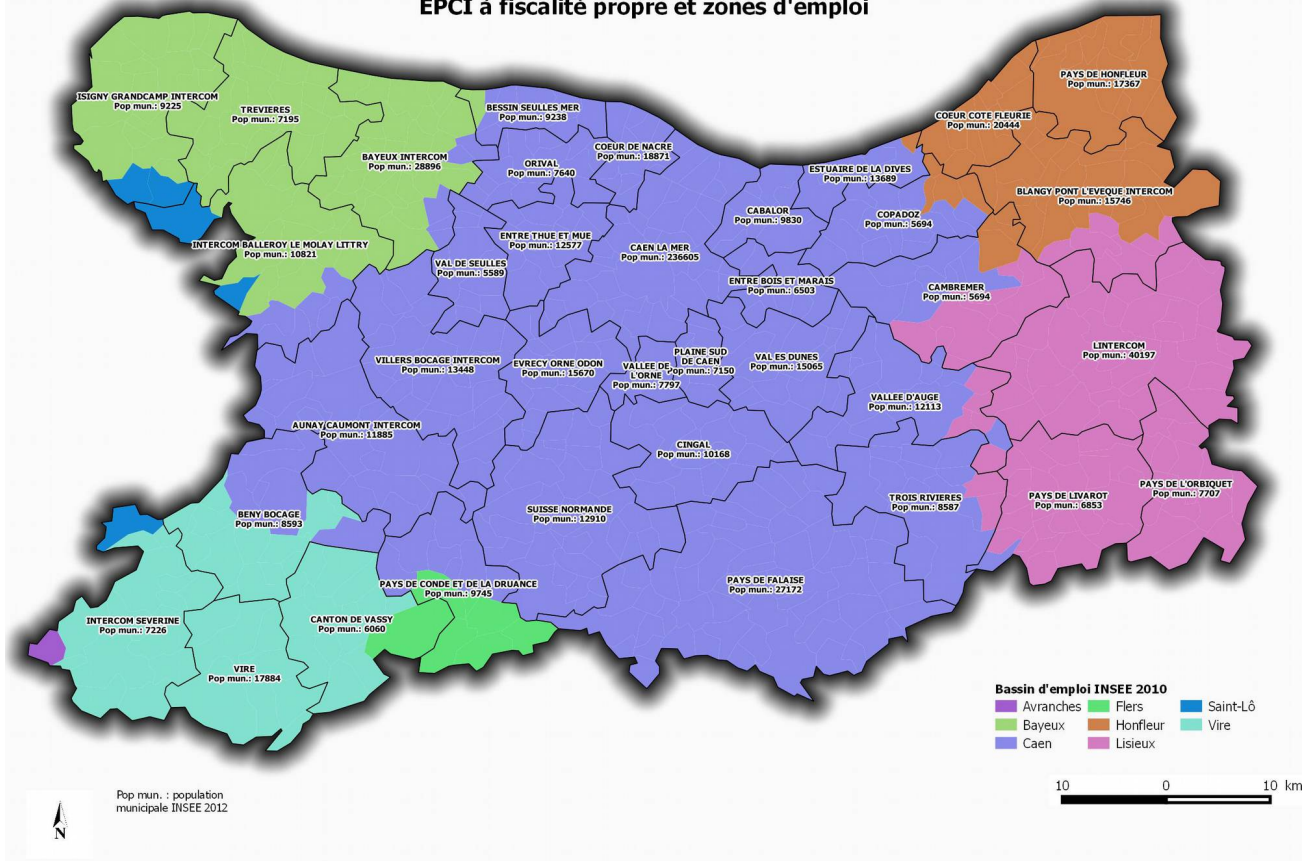 EPCI à fiscalité propre et zones d'emploi
ISIGNY GRANDCAMP INTERCOM
Pop mun.: 9225
TREVIERES
Pop mun.: 7195
BAYEUX INTERCOM
Pop mun.: 28896
INTERCOM BALLEROY LE MOLAY LITTRY
Pop mun.: 10821
BESSIN SEULLES MER
Pop mun.: 9238
ORIVAL
Pop mun.: 7640
COEUR DE NACRE
Pop mun.: 18871
ENTRE THUE ET MUE
Pop mun.: 12577
VAL DE SEULLES
Pop mun.: 5589
CAEN LA MER
Pop mun.: 236605
CABALOR
Pop mun.: 9830
ESTUAIRE DE LA DIVES
Pop mun.: 13689
COPADOZ
Pop mun.: 5694
COEUR COTE FLEURIE
Pop mun.: 20444
PAYS DE HONFLEUR
Pop mun.: 17367
BLANGY PONT L'EVEQUE INTERCOM
Pop mun.: 15746
ENTRE BOIS ET MARAIS
Pop mun.: 6503
CAMBREMER
Pop mun.: 5694
LINTERCOM
Pop mun.: 40197
VILLERS BOCAGE INTERCOM
Pop mun.: 13448
EVRECY ORNE ODON
Pop mun.: 15670
VALLEE DE
L'ORNE
Pop mun.: 7797
PLAINE SUD
DE CAEN
Pop mun.: 7150
VAL ES DUNES
Pop mun.: 15065
VALLEE D'AUGE
Pop mun.: 12113
AUNAY CAUMONT INTERCOM
Pop mun.: 11885
CINGAL
Pop mun.: 10168
BENY BOCAGE
Pop mun.: 8593
SUISSE NORMANDE
Pop mun.: 12910
TROIS RIVIERES
Pop mun.: 8587
PAYS DE LIVAROT
Pop mun.: 6853
PAYS DE L'ORBIQUET
Pop mun.: 7707
PAYS DE CONDE ET DE LA DRUANCE
Pop mun.: 9745
PAYS DE FALAISE
Pop mun.: 27172
INTERCOM SEVERINE
Pop mun.: 7226
CANTON DE VASSY
Pop mun.: 6060
VIRE
Pop mun.: 17884
Bassin d'emploi INSEE 2010
Avranches Flers Saint-Lô
Bayeux Honfleur Vire
Caen Lisieux
10 0 10 km
Pop mun. : population
municipale INSEE 2012
N